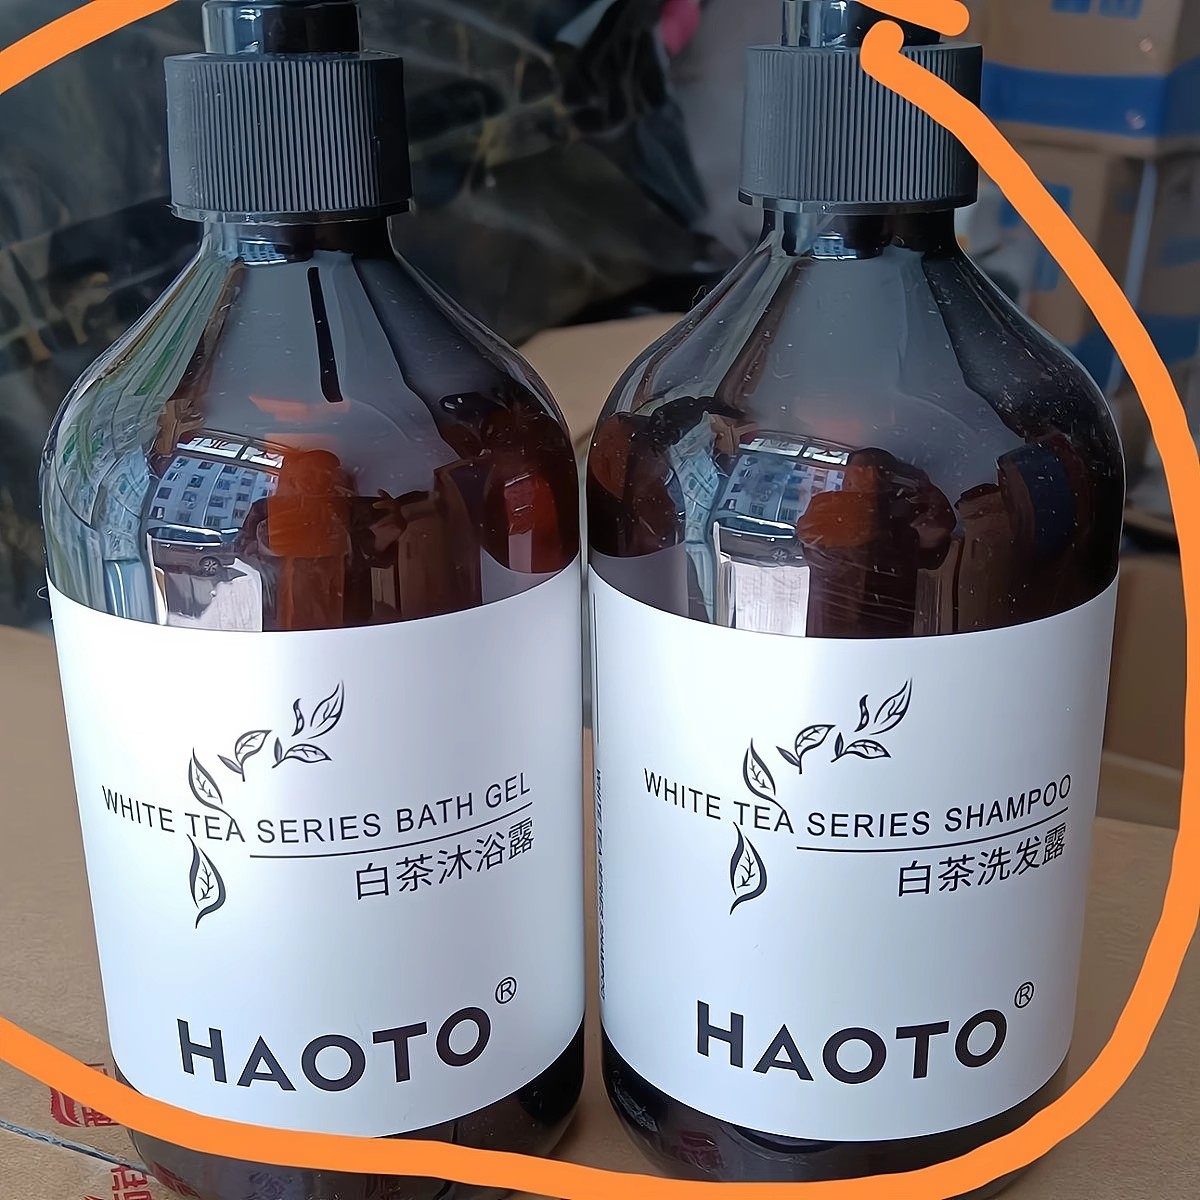 WHITE TEA SERIES BATH GEL
白茶沐浴露
HAOTO®
WHITE TEA SERIES SHAMPOO
白茶洗发露
HAOTO®